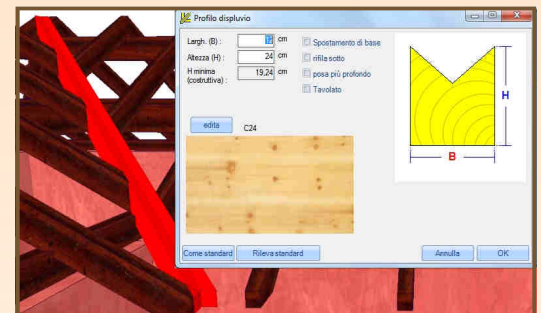 Profilo displuvio
Largh. (B) : cm
Altezza (H) : 24 cm
H minima 19,24 cm
(costruttiva) :
Spostamento di base
rifila sotto
posa più profondo
Tavolato
edita C24
H
B
Come standard Rileva standard Annulla OK